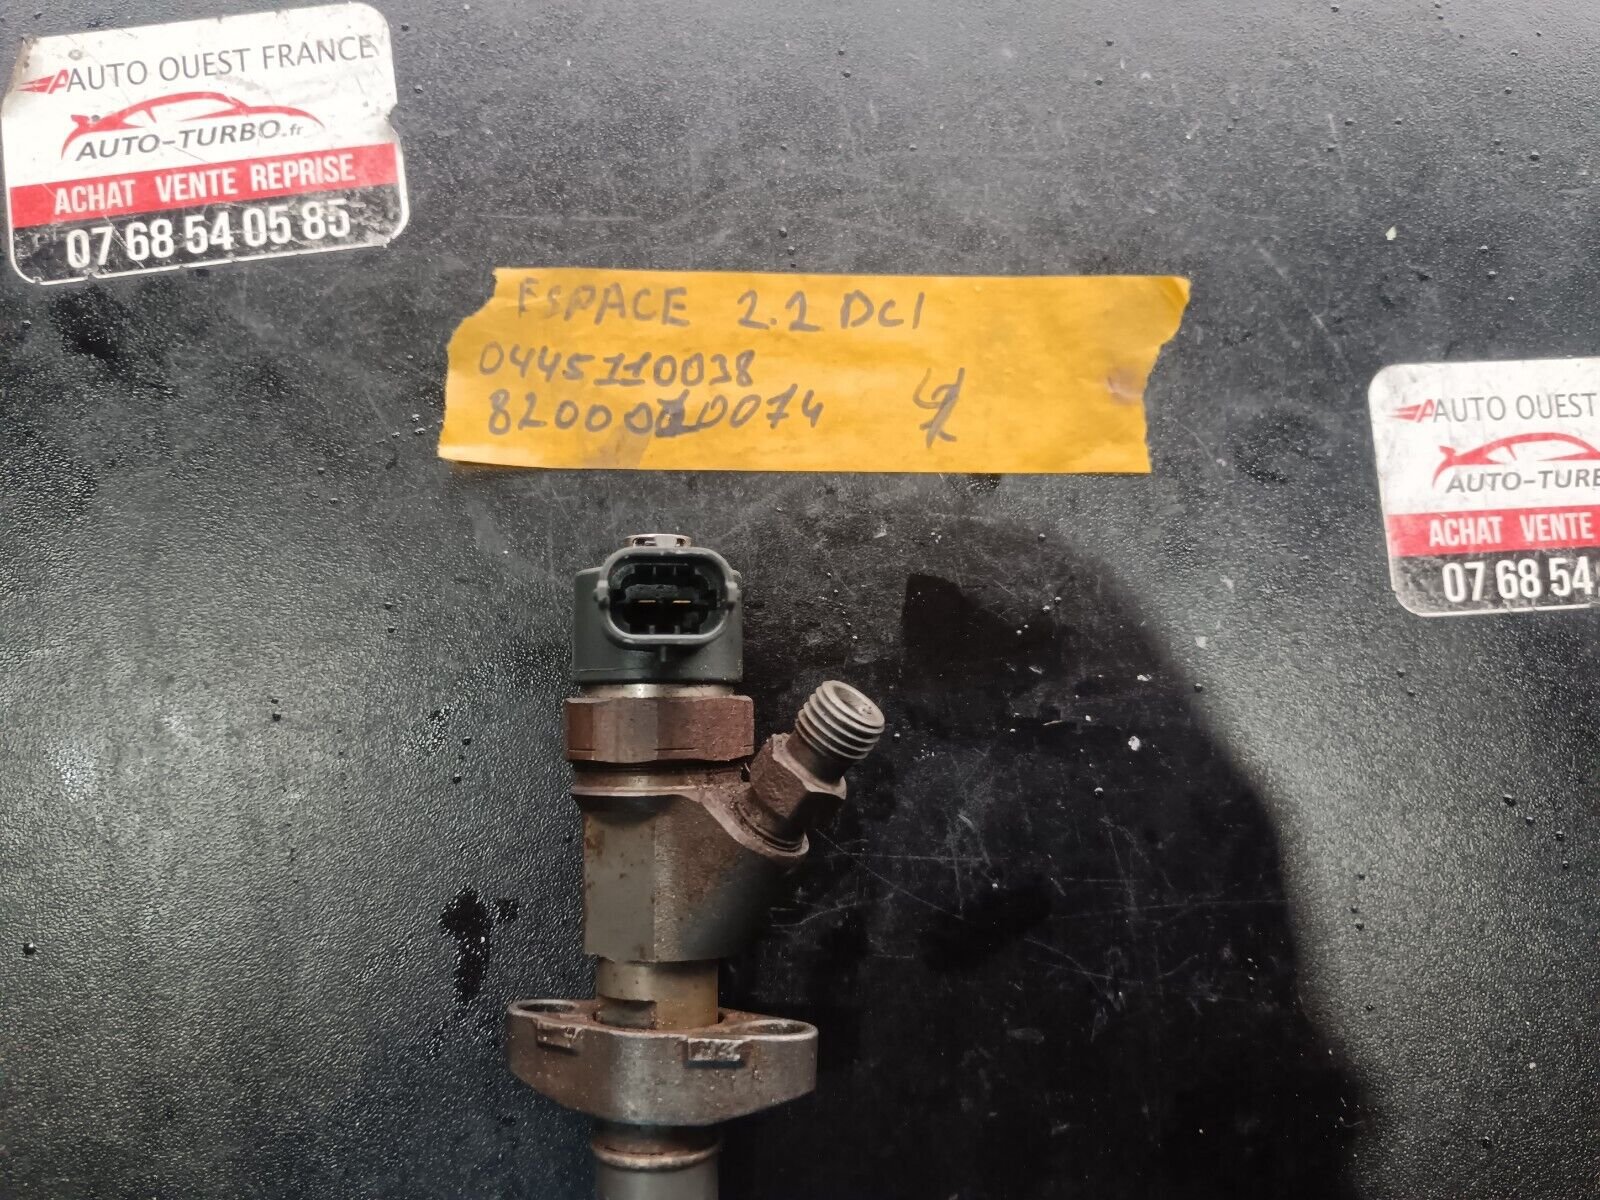 AUTO OUEST FRANCE
AUTO-TURBO.fr
ACHAT VENTE REPRISE
07 68 54 05 85
ESPACE 2.2 DCI
0445110038
AUTO OUEST
AUTO-TURB
ACHAT VENTE
07 68 54